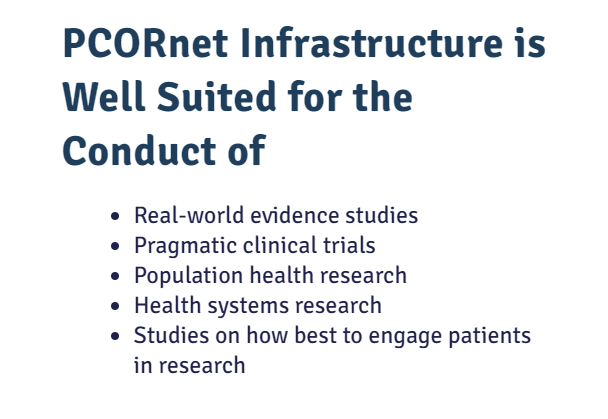 PCORnet Infrastructure is
Well Suited for the
Conduct of
• Real-world evidence studies
• Pragmatic clinical trials
• Population health research
• Health systems research
• Studies on how best to engage patients
in research